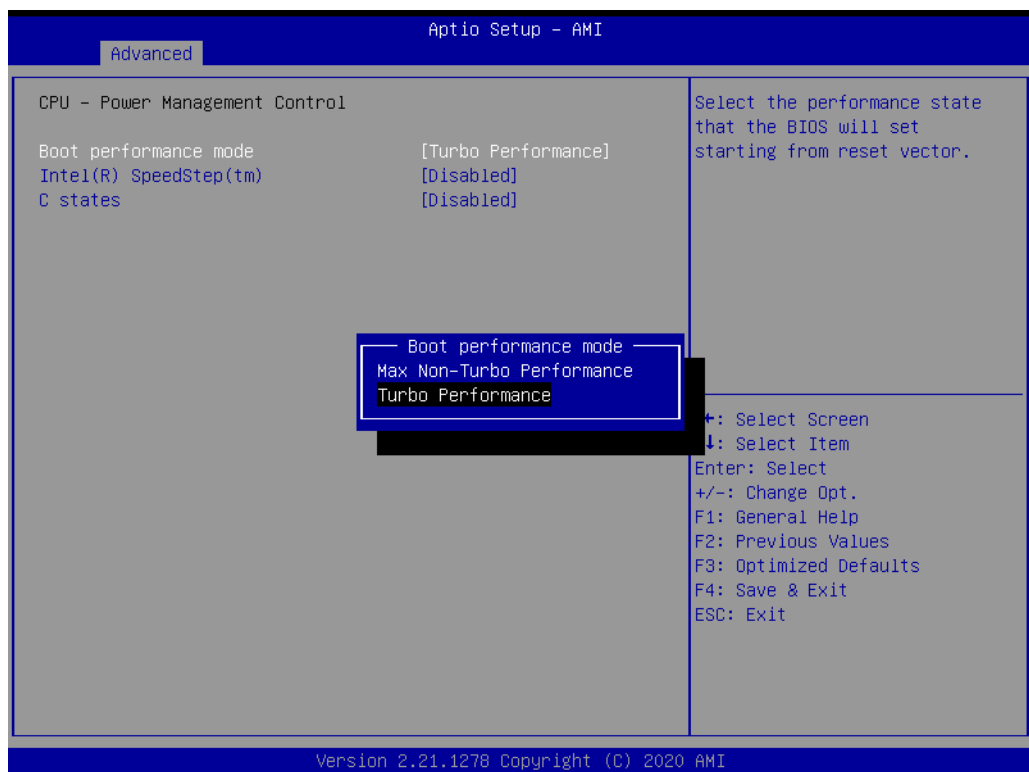 Aptio Setup – AMI
Advanced
CPU – Power Management Control
Boot performance mode [Turbo Performance]
Intel(R) SpeedStep(tm) [Disabled]
C states [Disabled]
Select the performance state
that the BIOS will set
starting from reset vector.
Boot performance mode
Max Non-Turbo Performance
Turbo Performance
←: Select Screen
↓: Select Item
Enter: Select
+/-: Change Opt.
F1: General Help
F2: Previous Values
F3: Optimized Defaults
F4: Save & Exit
ESC: Exit
Version 2.21.1278 Copyright (C) 2020 AMI